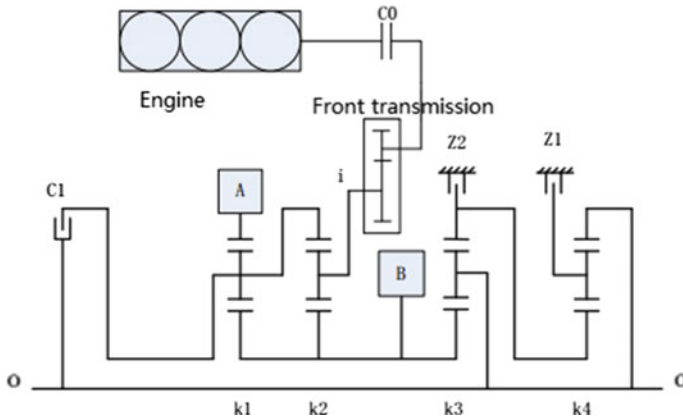 C0
Engine
Front transmission
Z2
Z1
i
C1
A
B
O
O
k1
k2
k3
k4